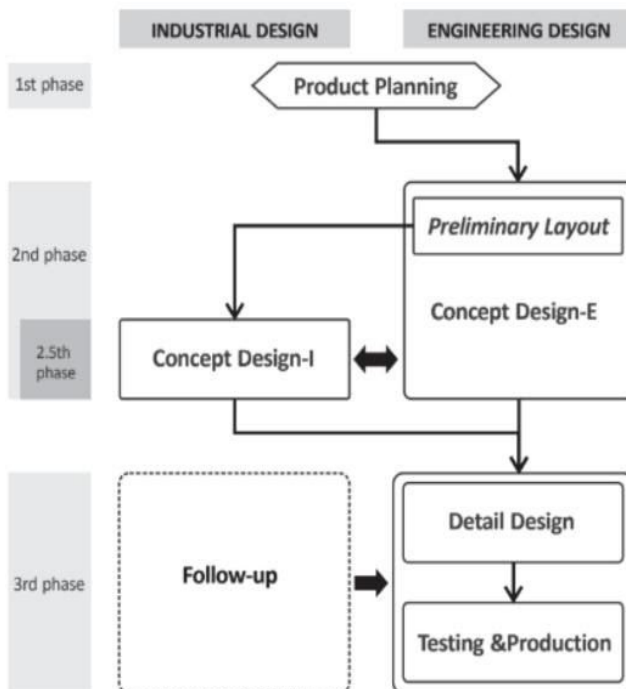 INDUSTRIAL DESIGN
ENGINEERING DESIGN
1st phase
Product Planning
2nd phase
Preliminary Layout
Concept Design-E
2.5th
phase
Concept Design-I
3rd phase
Follow-up
Detail Design
Testing &Production